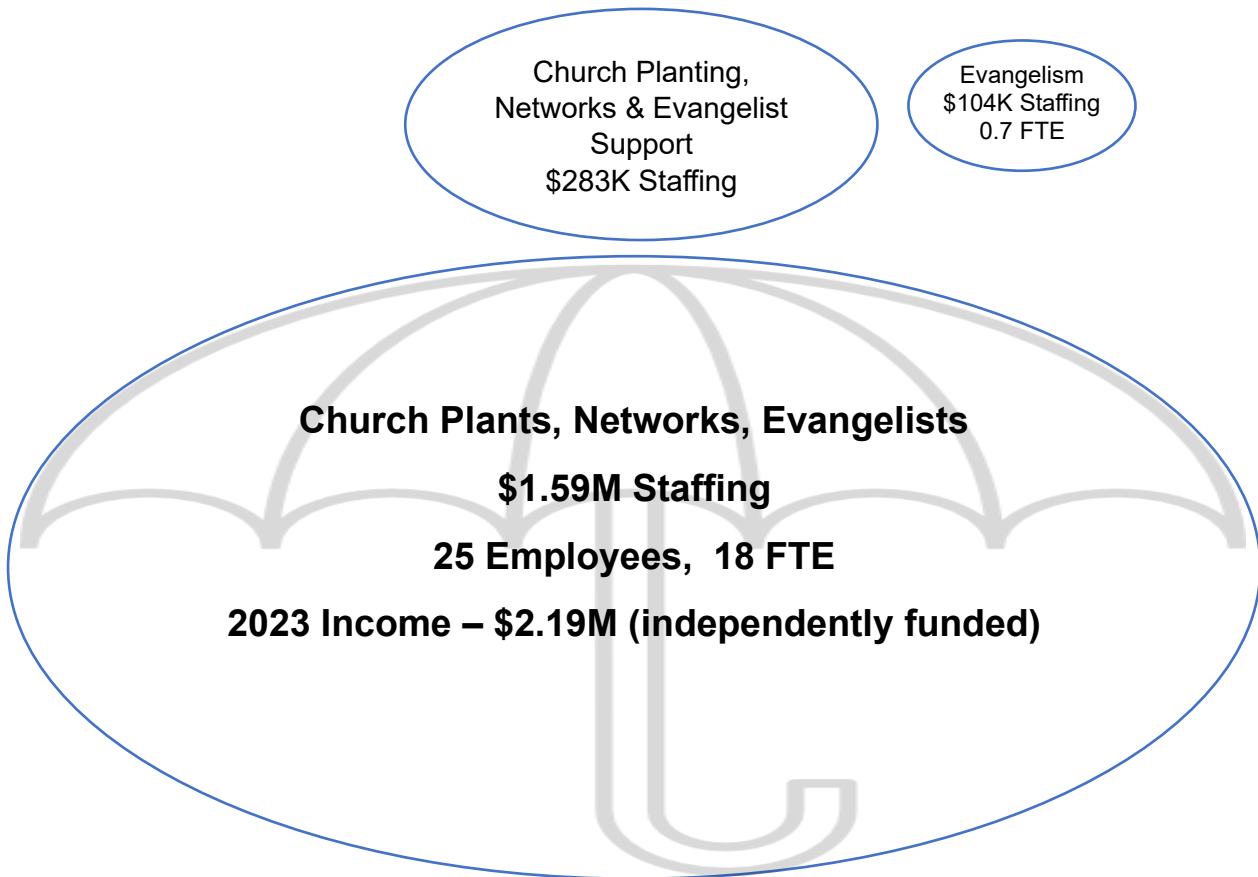 Church Planting,
Networks & Evangelist
Support
$283K Staffing
Evangelism
$104K Staffing
0.7 FTE
Church Plants, Networks, Evangelists
$1.59M Staffing
25 Employees,  18 FTE
2023 Income – $2.19M (independently funded)